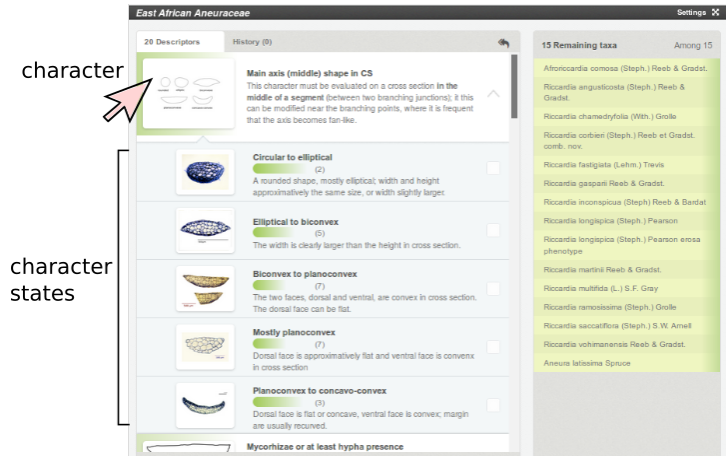 East African Aneuraceae
Settings
20 Descriptors
History (0)
15 Remaining taxa
Among 15
character
Main axis (middle) shape in CS
This character must be evaluated on a cross section in the
middle of a segment (between two branching junctions); it this
can be modified near the branching points, where it is frequent
that the axis becomes fan-like.
character
states
Circular to elliptical
(2)
A rounded shape, mostly elliptical; width and height
approximatively the same size, or width slightly larger.
Elliptical to biconvex
(5)
The width is clearly larger than the height in cross section.
Biconvex to planoconvex
(7)
The two faces, dorsal and ventral, are convex in cross section.
The dorsal face can be flat.
Mostly planoconvex
(7)
Dorsal face is approximatively flat and ventral face is convenx
in cross section
Planoconvex to concavo-convex
(3)
Dorsal face is flat or concave, ventral face is convex; margin
are usually recurved.
Mycorhizae or at least hypha presence
Afroriccardia comosa (Steph.) Reeb & Gradst.
Riccardia angusticosta (Steph.) Reeb &
Gradst.
Riccardia chamedryfolia (With.) Grolle
Riccardia corbieri (Steph.) Reeb et Gradst.
comb. nov.
Riccardia fastigiata (Lehm.) Trevis
Riccardia gasparii Reeb & Gradst.
Riccardia inconspicua (Steph) Reeb & Bardat
Riccardia longispica (Steph.) Pearson
Riccardia longispica (Steph.) Pearson erosa
phenotype
Riccardia martinii Reeb & Gradst.
Riccardia multifida (L.) S.F. Gray
Riccardia ramosissima (Steph.) Grolle
Riccardia saccatiflora (Steph.) S.W. Arnell
Riccardia vohimanensis Reeb & Gradst.
Aneura latissima Spruce